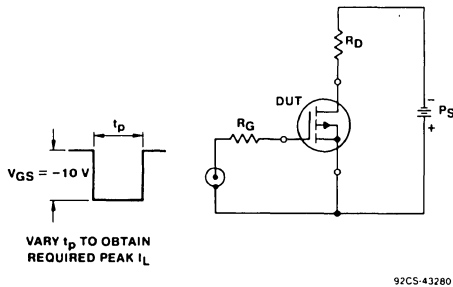 tp
VGS = −10 V
VARY tp TO OBTAIN
REQUIRED PEAK IL
RG
DUT
RD
−
PS
+
92CS-43280